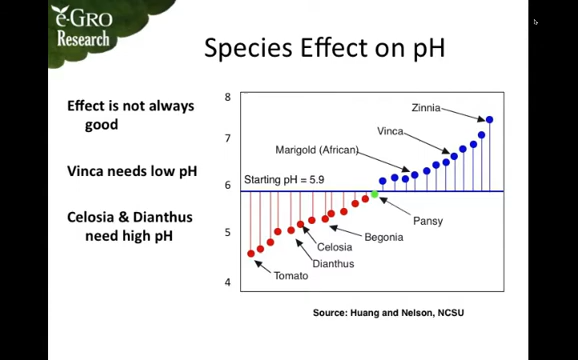 e-GRO
Research
Species Effect on pH
Effect is not always
good
Vinca needs low pH
Celosia & Dianthus
need high pH
8
7
6
5
4
Zinnia
Vinca
Marigold (African)
Starting pH = 5.9
Pansy
Begonia
Celosia
Dianthus
Tomato
Source: Huang and Nelson, NCSU